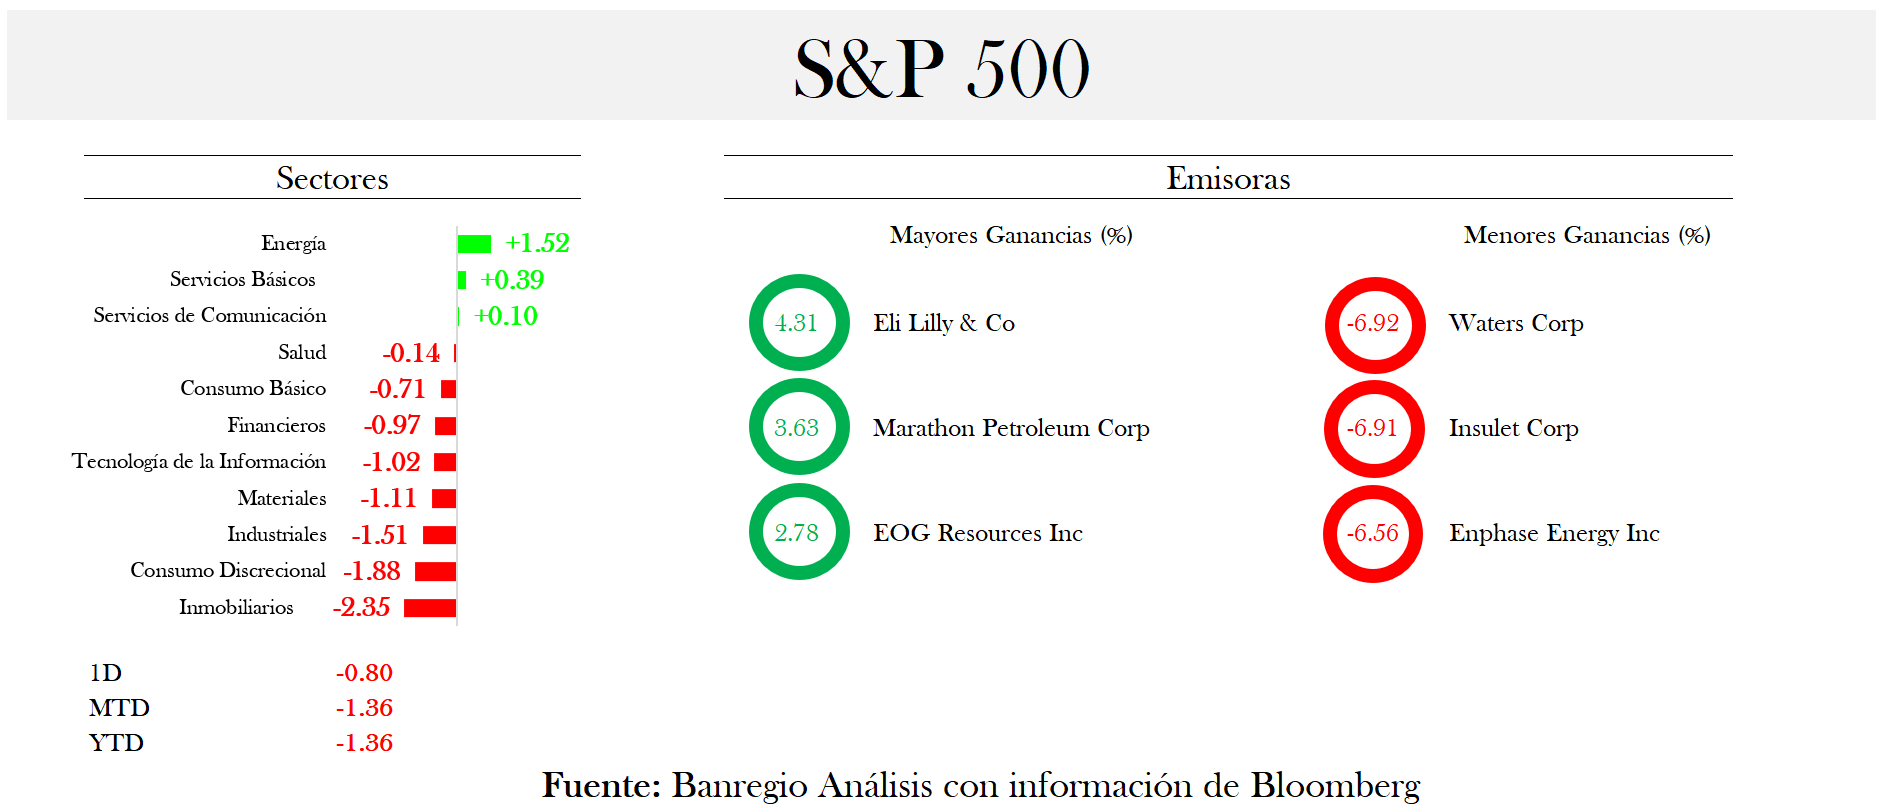 S&P 500
Sectores
Energía +1.52
Servicios Básicos +0.39
Servicios de Comunicación +0.10
Salud -0.14
Consumo Básico -0.71
Financieros -0.97
Tecnología de la Información -1.02
Materiales -1.11
Industriales -1.51
Consumo Discrecional -1.88
Inmobiliarios -2.35
1D -0.80
MTD -1.36
YTD -1.36
Emisoras
Mayores Ganancias (%)
4.31 Eli Lilly & Co
3.63 Marathon Petroleum Corp
2.78 EOG Resources Inc
Menores Ganancias (%)
-6.92 Waters Corp
-6.91 Insulet Corp
-6.56 Enphase Energy Inc
Fuente: Banregio Análisis con información de Bloomberg